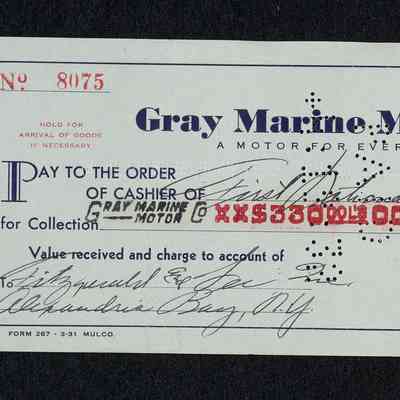 No 8075
HOLD FOR
ARRIVAL OF GOODS
IF NECESSARY
Gray Marine M
A MOTOR FOR EVER
PAY TO THE ORDER
OF CASHIER OF First National
for Collection GRAY MARINE MOTOR CO XX$330
Value received and charge to account of
To Fitzgerald & Lee Inc.
Alexandria Bay, N.Y.
FORM 267 - 3-31 MULCO.